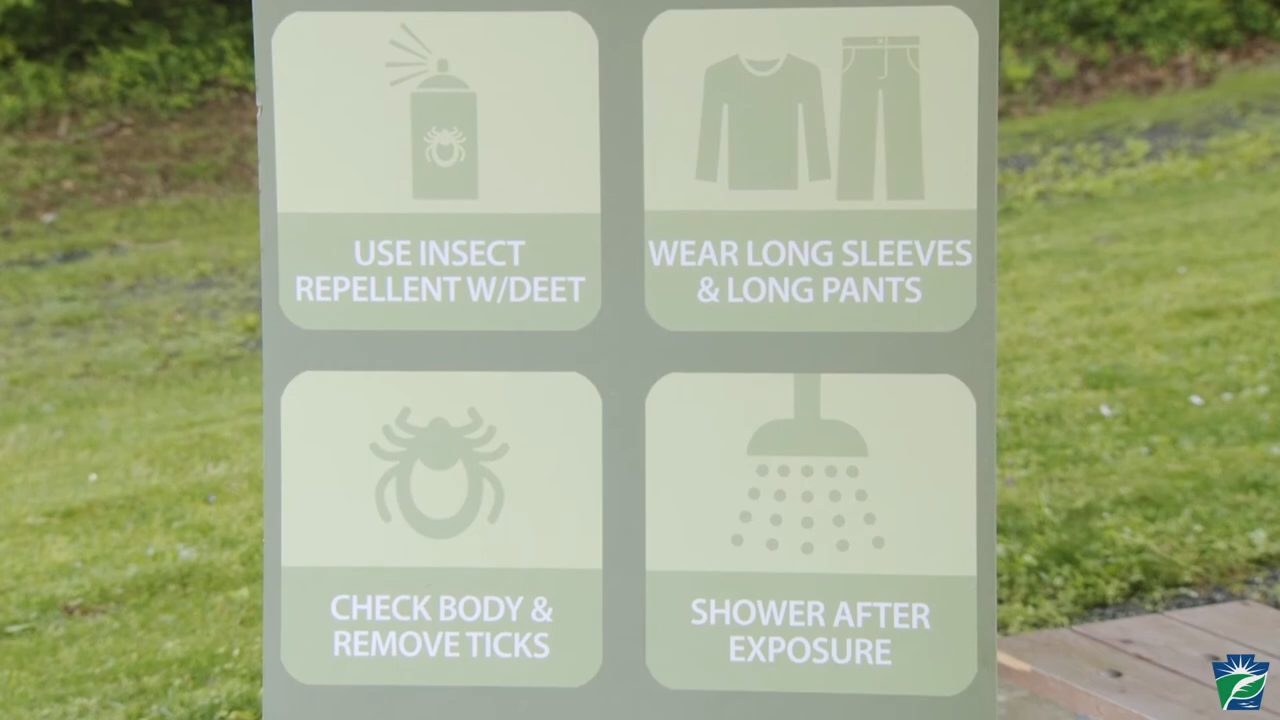 USE INSECT
REPELLENT W/DEET
WEAR LONG SLEEVES
& LONG PANTS
CHECK BODY &
REMOVE TICKS
SHOWER AFTER
EXPOSURE